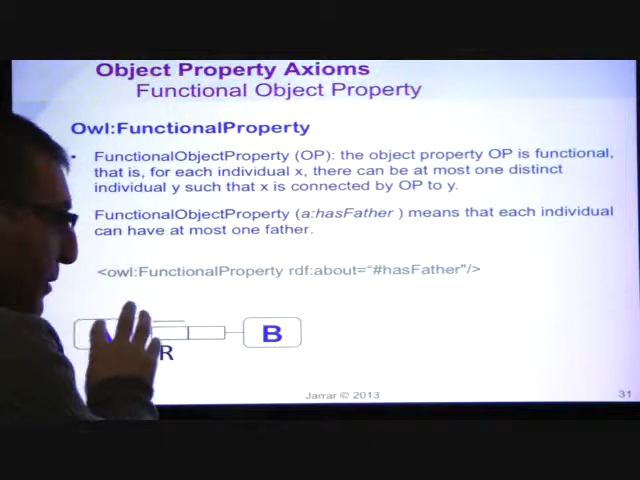 Object Property Axioms
Functional Object Property
Owl:FunctionalProperty
• FunctionalObjectProperty (OP): the object property OP is functional,
that is, for each individual x, there can be at most one distinct
individual y such that x is connected by OP to y.
FunctionalObjectProperty (a:hasFather ) means that each individual
can have at most one father.
<owl:FunctionalProperty rdf:about=“#hasFather"/>
B
R
Jarrar © 2013
31